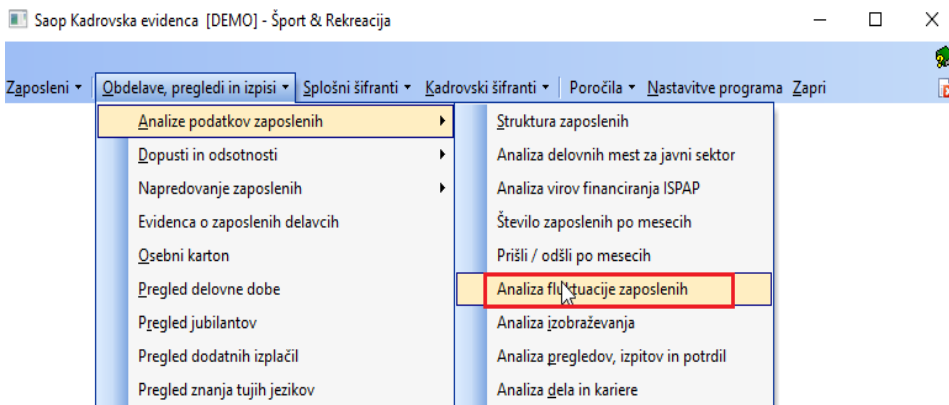 Saop Kadrovska evidenca [DEMO] - Šport & Rekreacija
Zaposleni Obdelave, pregledi in izpisi Splošni šifranti Kadrovski šifranti Poročila Nastavitve programa Zapri
Analize podatkov zaposlenih
Dopusti in odsotnosti
Napredovanje zaposlenih
Evidenca o zaposlenih delavcih
Osebni karton
Pregled delovne dobe
Pregled jubilantov
Pregled dodatnih izplačil
Pregled znanja tujih jezikov
Struktura zaposlenih
Analiza delovnih mest za javni sektor
Analiza virov financiranja ISPAP
Število zaposlenih po mesecih
Prišli / odšli po mesecih
Analiza fluktuacije zaposlenih
Analiza izobraževanja
Analiza pregledov, izpitov in potrdil
Analiza dela in kariere